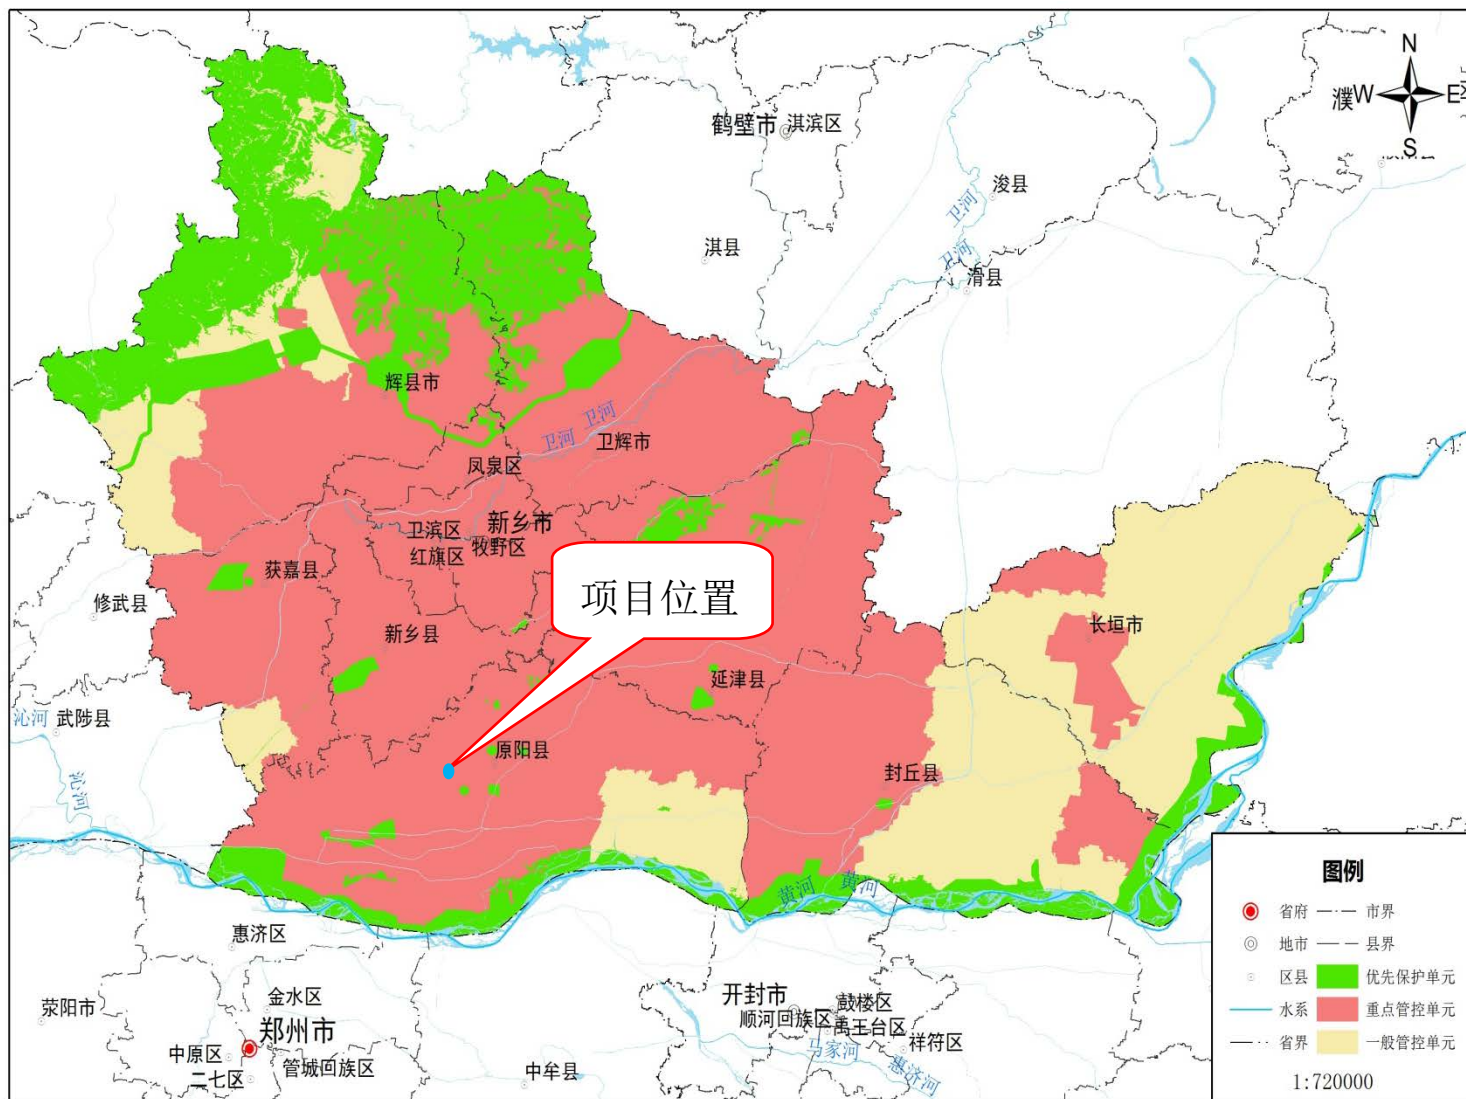 N
濮
W
E
S
鹤壁市
淇滨区
浚县
卫河
淇县
卫河
滑县
辉县市
卫河
卫河
卫辉市
凤泉区
卫滨区
新乡市
红旗区
牧野区
获嘉县
修武县
项目位置
新乡县
长垣市
延津县
沁河
武陟县
原阳县
封丘县
沁河
黄河
黄河
惠济区
荥阳市
金水区
郑州市
中原区
管城回族区
二七区
中牟县
开封市
鼓楼区
顺河回族区
禹王台区
祥符区
马家河
惠济河
图例
省府
市界
地市
县界
区县
优先保护单元
水系
重点管控单元
省界
一般管控单元
1:720000